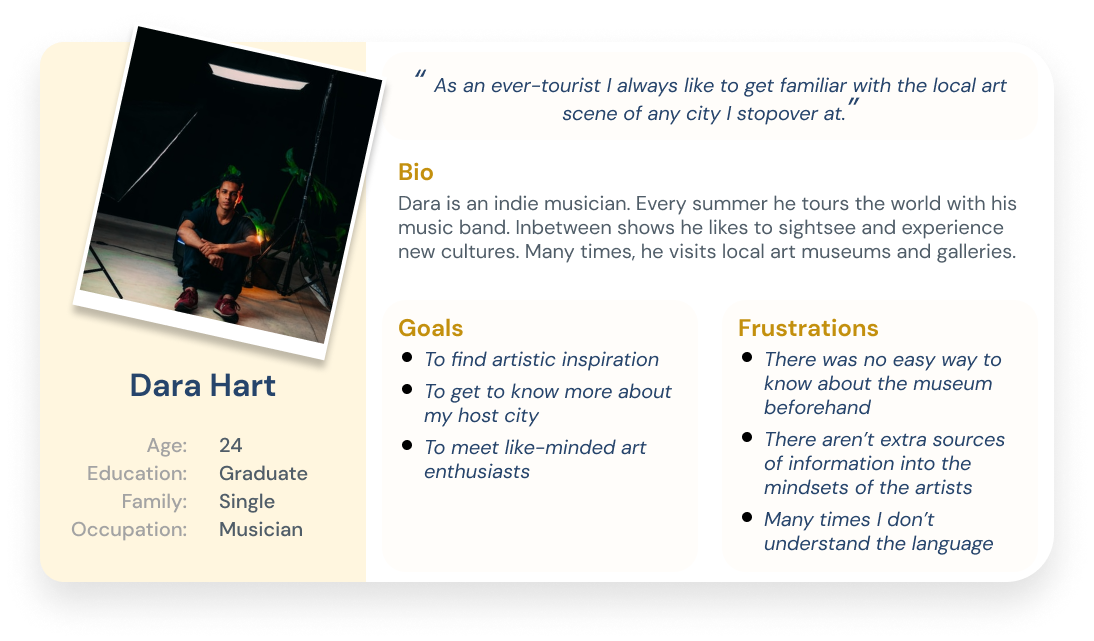 “ As an ever-tourist I always like to get familiar with the local art
scene of any city I stopover at.”
Bio
Dara is an indie musician. Every summer he tours the world with his
music band. Inbetween shows he likes to sightsee and experience
new cultures. Many times, he visits local art museums and galleries.
Dara Hart
Age: 24
Education: Graduate
Family: Single
Occupation: Musician
Goals
• To find artistic inspiration
• To get to know more about
my host city
• To meet like-minded art
enthusiasts
Frustrations
• There was no easy way to
know about the museum
beforehand
• There aren’t extra sources
of information into the
mindsets of the artists
• Many times I don’t
understand the language